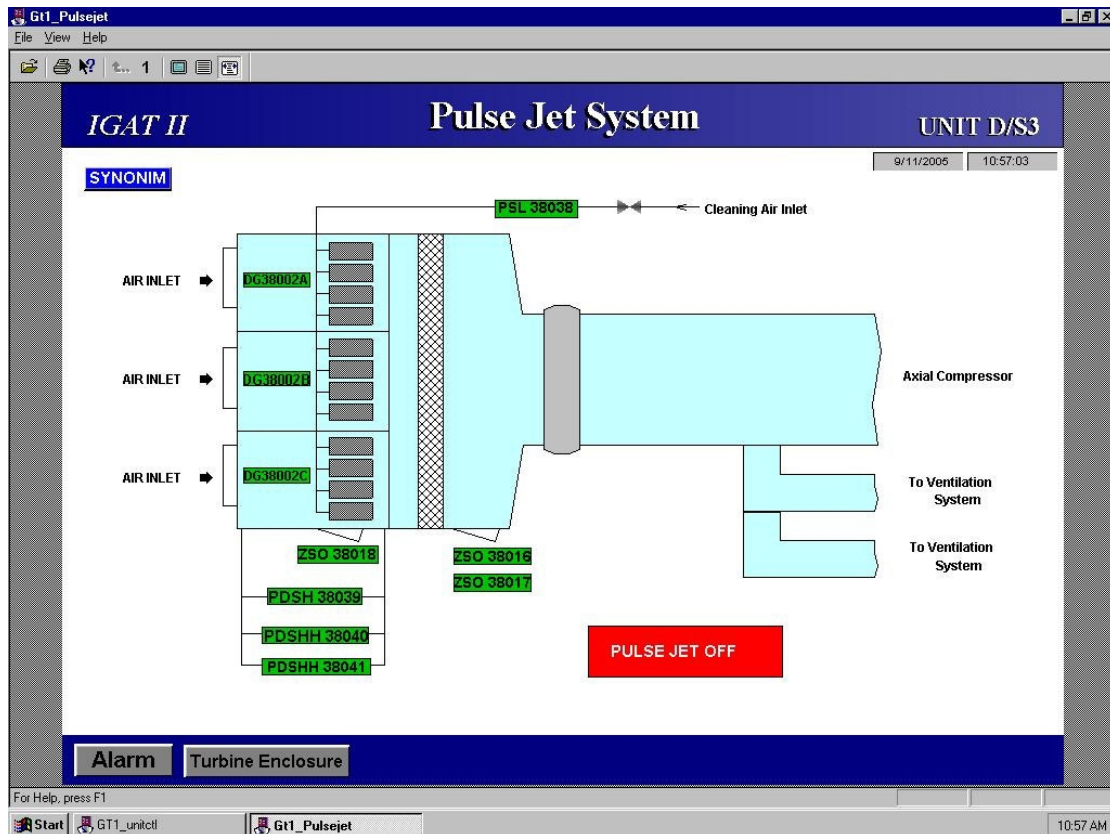 Gt1_Pulsejet
File View Help
1
IGAT II
Pulse Jet System
UNIT D/S3
9/11/2005
10:57:03
SYNONIM
PSL 38038
Cleaning Air Inlet
AIR INLET
DG38002A
AIR INLET
DG38002B
Axial Compressor
AIR INLET
DG38002C
To Ventilation
System
To Ventilation
System
ZSO 38018
ZSO 38016
ZSO 38017
PDSH 38039
PDSHH 38040
PDSHH 38041
PULSE JET OFF
Alarm
Turbine Enclosure
For Help, press F1
Start
GT1_unitctl
Gt1_Pulsejet
10:57 AM